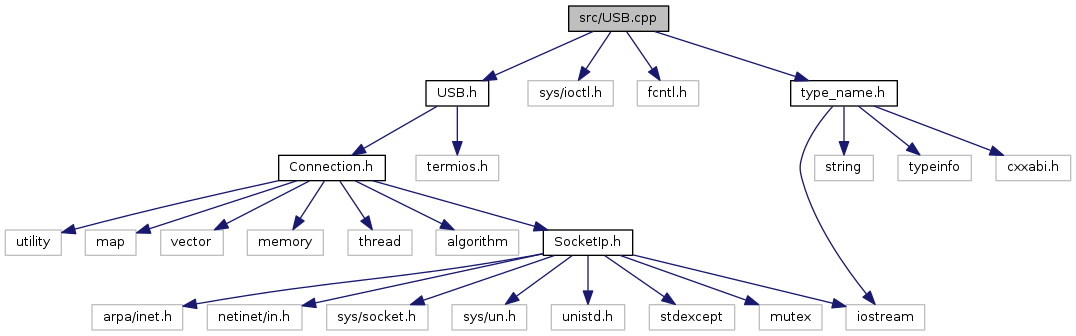 src/USB.cpp
USB.h
sys/ioctl.h
fcntl.h
type_name.h
Connection.h
termios.h
string
typeinfo
cxxabi.h
utility
map
vector
memory
thread
algorithm
SocketIp.h
arpa/inet.h
netinet/in.h
sys/socket.h
sys/un.h
unistd.h
stdexcept
mutex
iostream